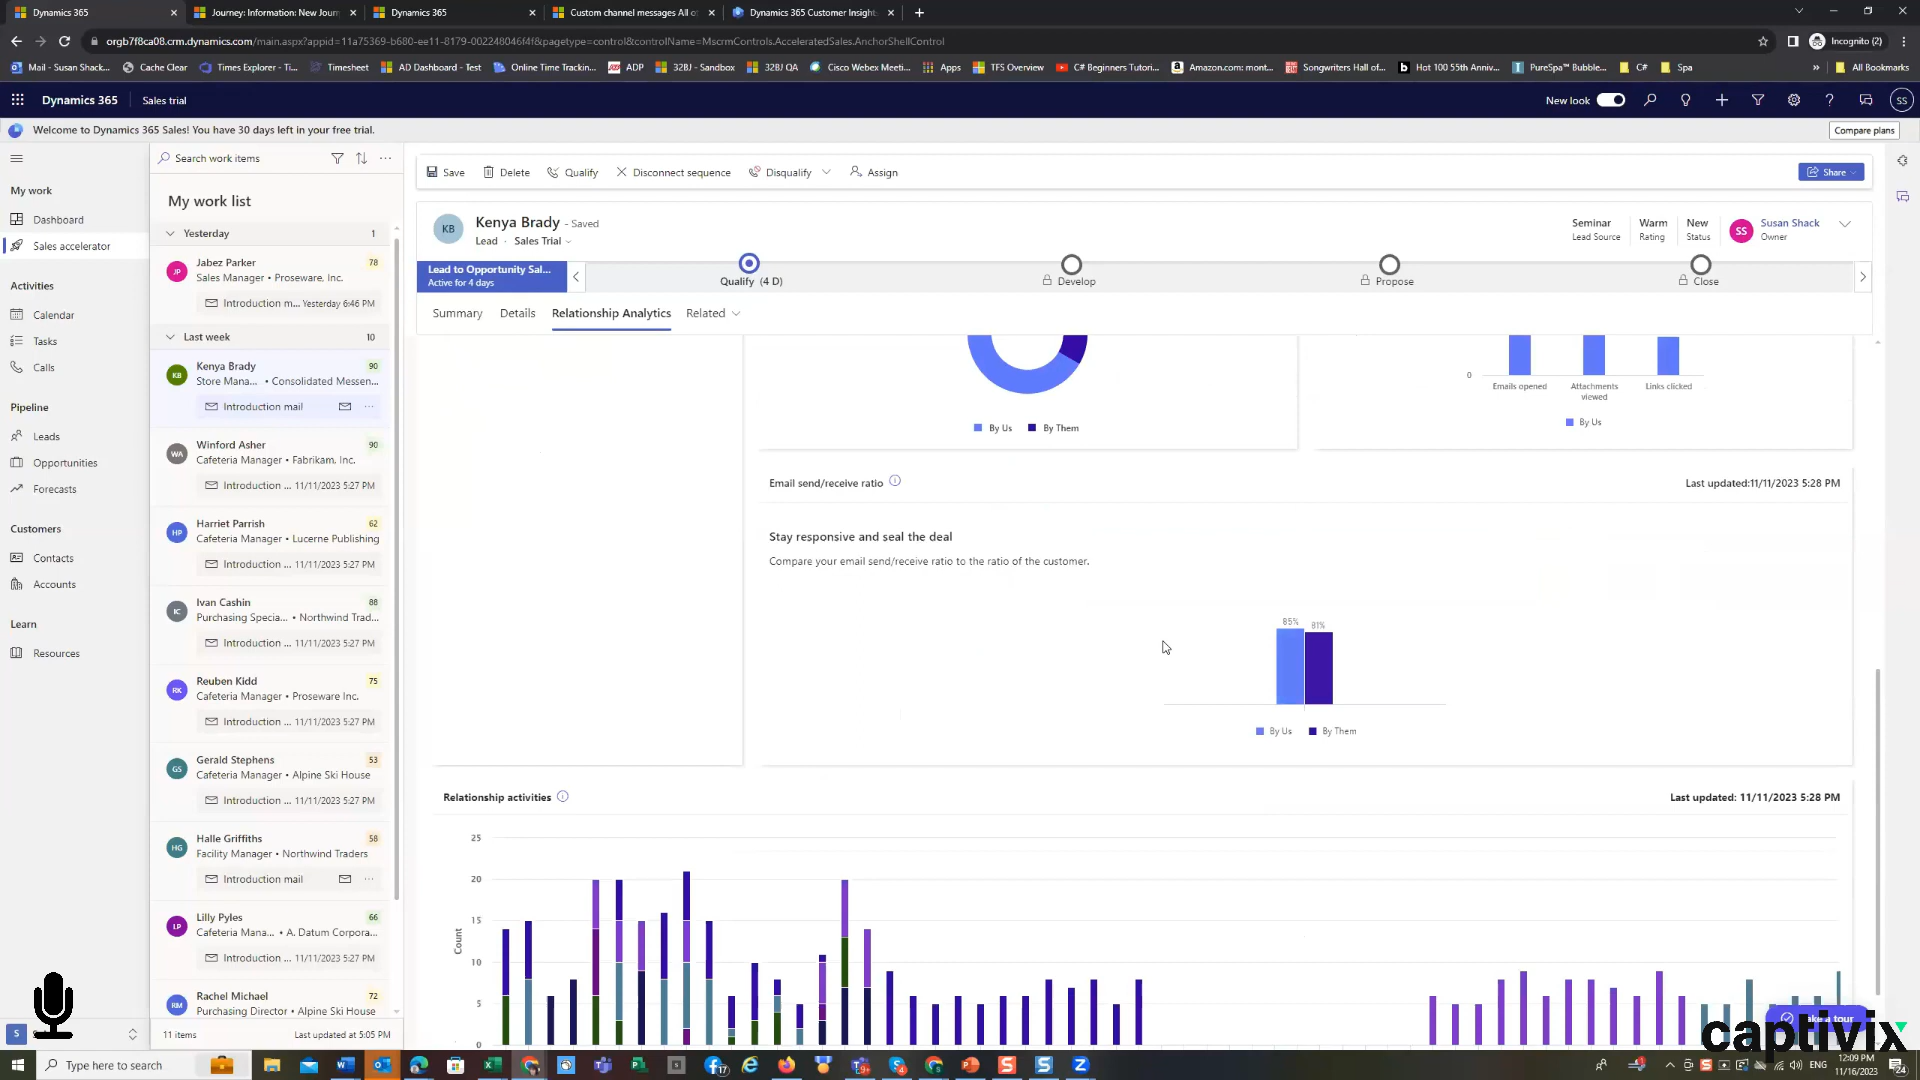 Dynamics 365
Journey: Information: New Journ
Dynamics 365
Custom channel messages All o
Dynamics 365 Customer Insights
orgb7f8ca08.crm.dynamics.com/main.aspx?appid=11a75369-b680-ee11-8179-002248046f4f&pagetype=control&controlName=MscrmControls.AcceleratedSales.AnchorShellControl
Incognito (2)
Mail - Susan Shack...
Cache Clear
Times Explorer - Ti...
Timesheet
AD Dashboard - Test
Online Time Trackin...
ADP
32BJ - Sandbox
32BJ QA
Cisco Webex Meeti...
Apps
TFS Overview
C# Beginners Tutori...
Amazon.com: mont...
Songwriters Hall of...
Hot 100 55th Anniv...
PureSpa™ Bubble...
C#
Spa
All Bookmarks
Dynamics 365
Sales trial
New look
SS
Welcome to Dynamics 365 Sales! You have 30 days left in your free trial.
Compare plans
My work
Dashboard
Sales accelerator
Activities
Calendar
Tasks
Calls
Pipeline
Leads
Opportunities
Forecasts
Customers
Contacts
Accounts
Learn
Resources
S
Search work items
My work list
Yesterday 1
JP
Jabez Parker 78
Sales Manager • Proseware, Inc.
Introduction m... Yesterday 6:46 PM
Last week 10
KB
Kenya Brady 90
Store Mana... • Consolidated Messen...
Introduction mail
WA
Winford Asher 90
Cafeteria Manager • Fabrikam, Inc.
Introduction ... 11/11/2023 5:27 PM
HP
Harriet Parrish 62
Cafeteria Manager • Lucerne Publishing
Introduction ... 11/11/2023 5:27 PM
IC
Ivan Cashin 88
Purchasing Specia... • Northwind Trad...
Introduction ... 11/11/2023 5:27 PM
RK
Reuben Kidd 75
Cafeteria Manager • Proseware Inc.
Introduction ... 11/11/2023 5:27 PM
GS
Gerald Stephens 53
Cafeteria Manager • Alpine Ski House
Introduction ... 11/11/2023 5:27 PM
HG
Halle Griffiths 58
Facility Manager • Northwind Traders
Introduction mail
LP
Lilly Pyles 66
Cafeteria Mana... • A. Datum Corpora...
Introduction ... 11/11/2023 5:27 PM
RM
Rachel Michael 72
Purchasing Director • Alpine Ski House
11 items
Last updated at 5:05 PM
Save
Delete
Qualify
Disconnect sequence
Disqualify
Assign
Share
KB
Kenya Brady - Saved
Lead · Sales Trial
Seminar
Lead Source
Warm
Rating
New
Status
SS
Susan Shack
Owner
Lead to Opportunity Sal...
Active for 4 days
Qualify (4 D)
Develop
Propose
Close
Summary
Details
Relationship Analytics
Related
By Us By Them
0
Emails opened
Attachments viewed
Links clicked
By Us
Email send/receive ratio
Last updated:11/11/2023 5:28 PM
Stay responsive and seal the deal
Compare your email send/receive ratio to the ratio of the customer.
85% 81%
By Us By Them
Relationship activities
Last updated: 11/11/2023 5:28 PM
Count
25
20
15
10
5
0
captivix
Type here to search
17
9+
ENG
12:09 PM
11/16/2023
24